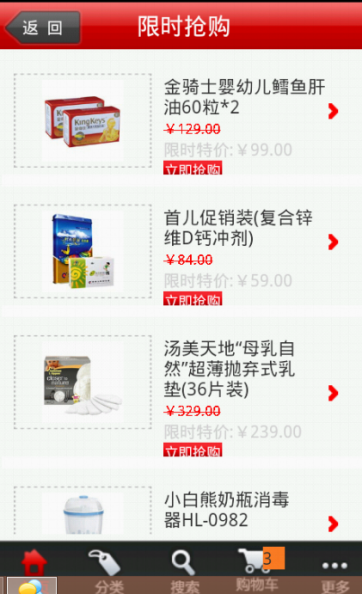 返 回
限时抢购
金骑士婴幼儿鳕鱼肝
油60粒*2
￥129.00
限时特价:￥99.00
立即抢购
KingKeys
首儿促销装(复合锌
维D钙冲剂)
￥84.00
限时特价:￥59.00
立即抢购
汤美天地“母乳自
然”超薄抛弃式乳
垫(36片装)
￥329.00
限时特价:￥239.00
立即抢购
closer to
nature
小白熊奶瓶消毒
器HL-0982
3
分类
搜索
购物车
更多